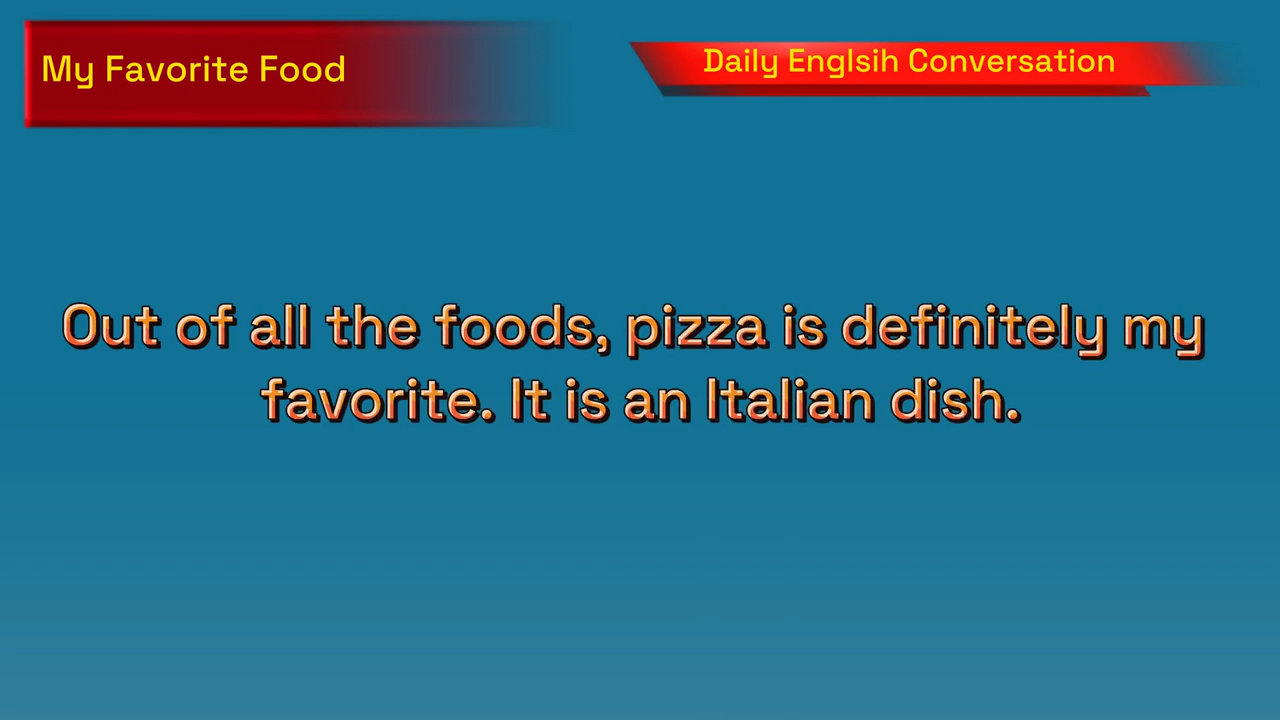 My Favorite Food
Daily Englsih Conversation
Out of all the foods, pizza is definitely my
favorite. It is an Italian dish.